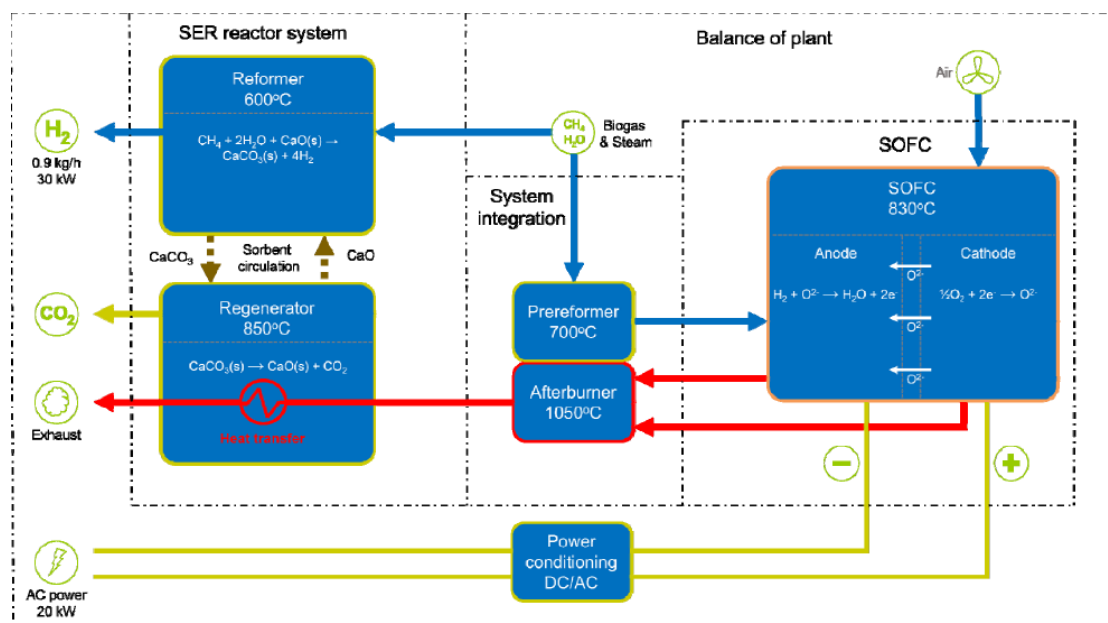 SER reactor system
Balance of plant
Reformer
600°C
CH₄ + 2H₂O + CaO(s) →
CaCO₃(s) + 4H₂
H₂
0.9 kg/h
30 kW
CH₄
H₂O
Biogas
& Steam
Air
SOFC
SOFC
830°C
Anode
Cathode
H₂ + O²⁻ → H₂O + 2e⁻
½O₂ + 2e⁻ → O²⁻
O²⁻
O²⁻
O²⁻
System
integration
CaCO₃
Sorbent
circulation
CaO
Regenerator
850°C
CaCO₃(s) → CaO(s) + CO₂
CO₂
Heat transfer
Exhaust
Prereformer
700°C
Afterburner
1050°C
−
+
Power
conditioning
DC/AC
AC power
20 kW